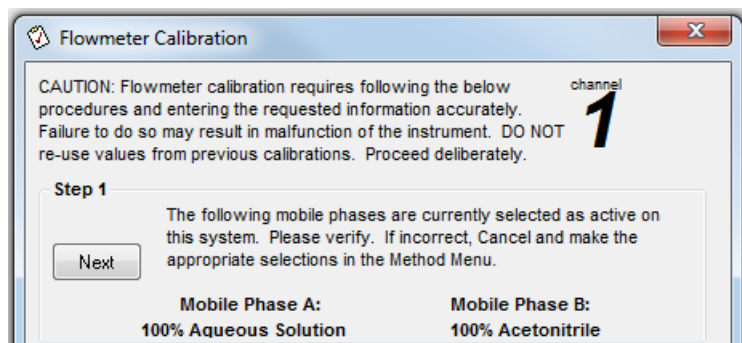 Flowmeter Calibration
X
CAUTION: Flowmeter calibration requires following the below
procedures and entering the requested information accurately.
Failure to do so may result in malfunction of the instrument. DO NOT
re-use values from previous calibrations. Proceed deliberately.
channel
1
Step 1
The following mobile phases are currently selected as active on
this system. Please verify. If incorrect, Cancel and make the
appropriate selections in the Method Menu.
Next
Mobile Phase A: Mobile Phase B:
100% Aqueous Solution 100% Acetonitrile